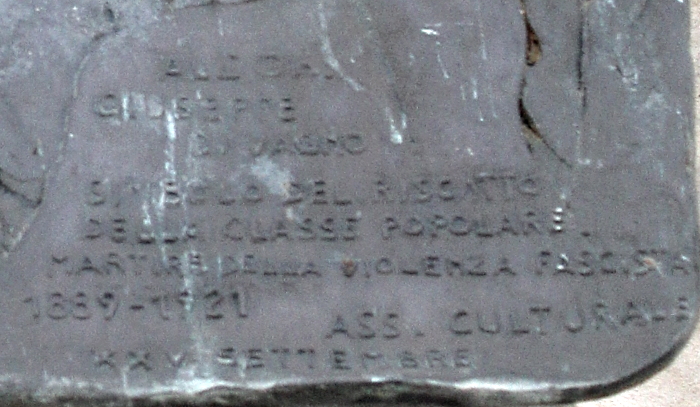 ALL'ON.
GIUSEPPE
DI VAGNO
SIMBOLO DEL RISCATTO
DELLA CLASSE POPOLARE.
MARTIRE DELLA VIOLENZA FASCISTA
1889-1921
ASS. CULTURALE
XXV SETTEMBRE